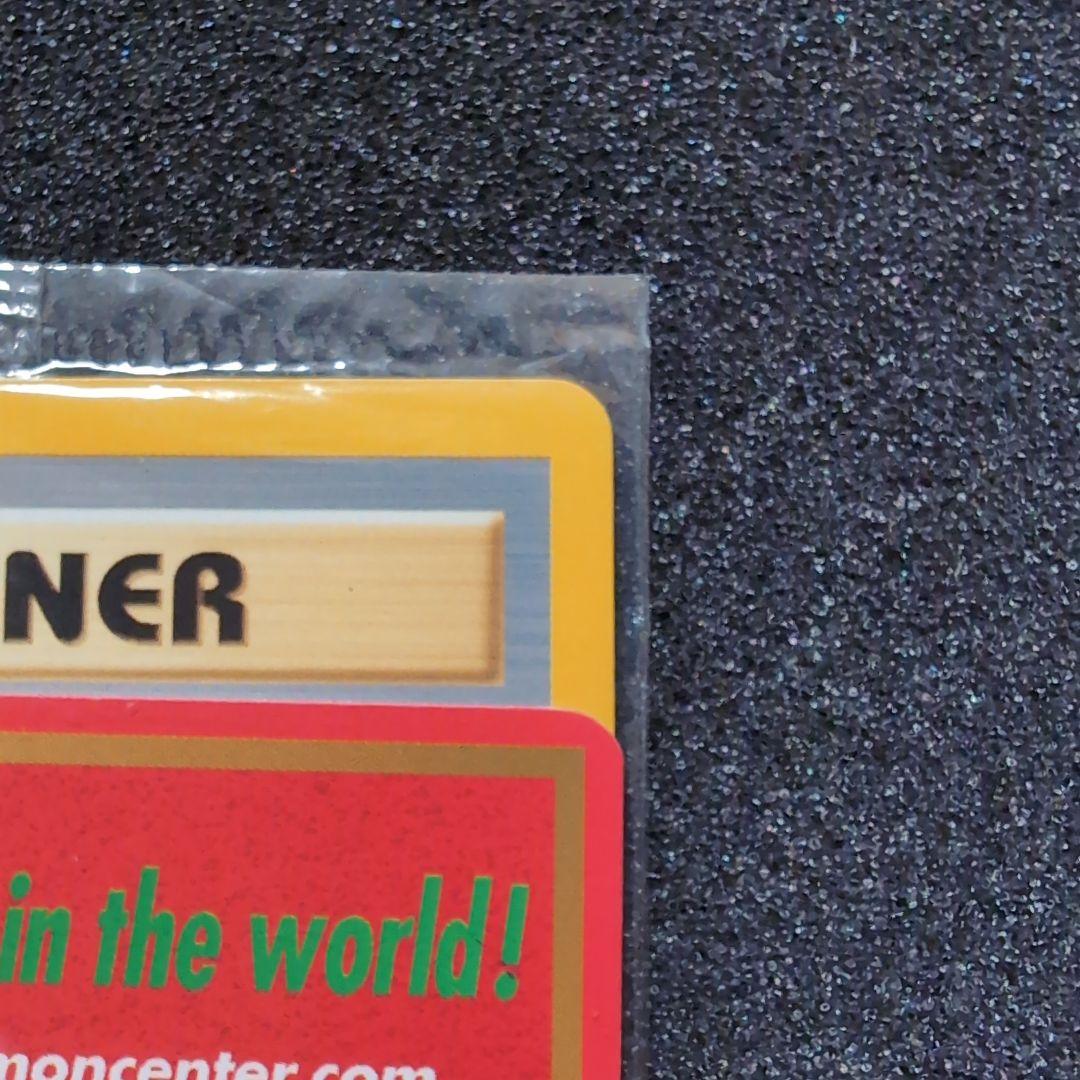 NER
in the world!
moncenter.com